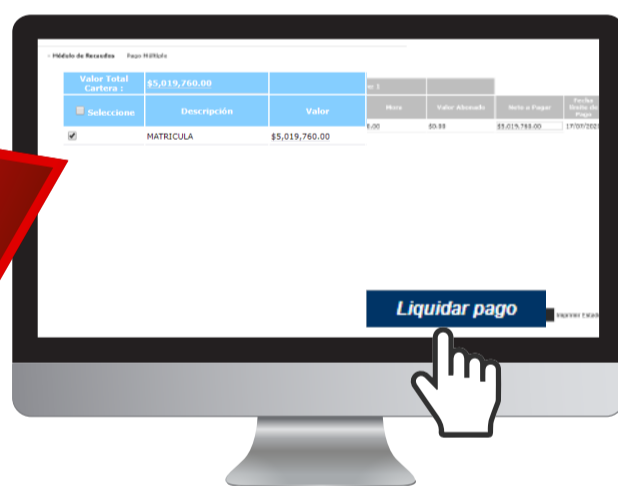 - Módulo de Recaudos Pago Múltiple
Valor Total Cartera : $5,019,760.00
Seleccione Descripción Valor
Valor Abonado Neto a Pagar Fecha límite de Pago
MATRICULA $5,019,760.00
$0.00 $5,019,760.00
Liquidar pago
Imprimir